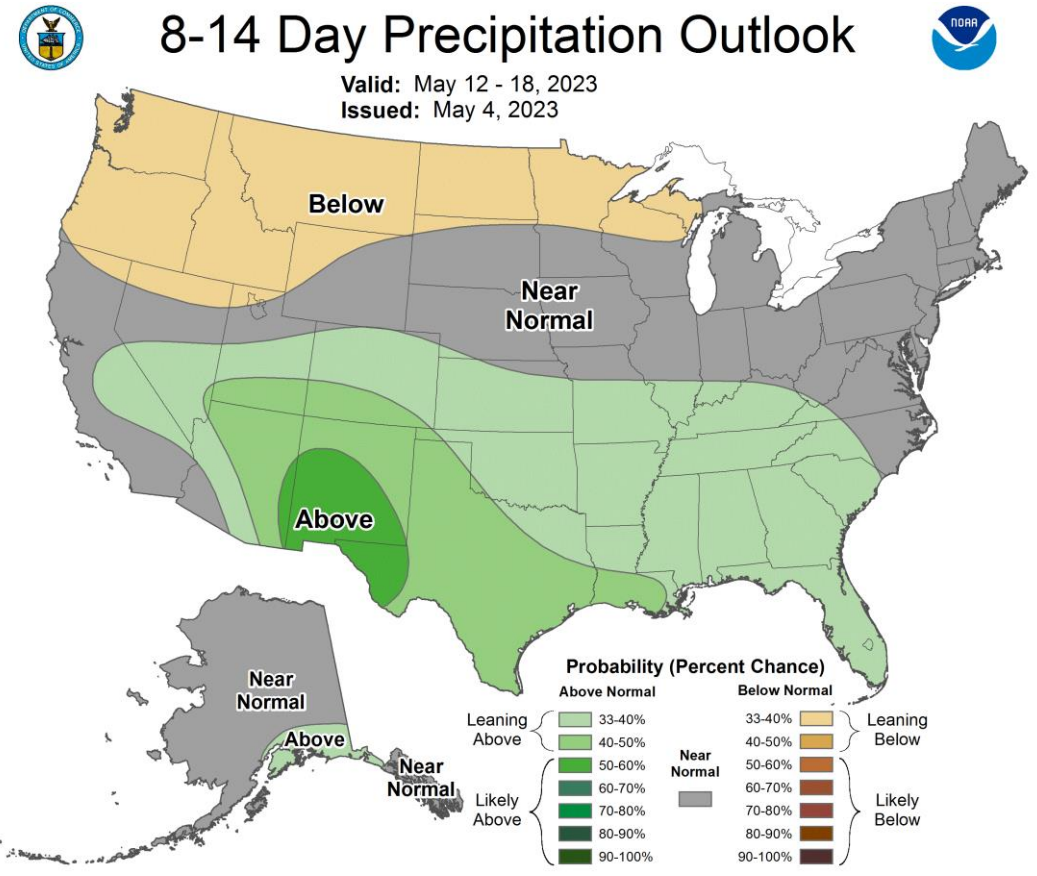 8-14 Day Precipitation Outlook
NOAA
Valid: May 12 - 18, 2023
Issued: May 4, 2023
Below
Near
Normal
Above
Near
Normal
Above
Near
Normal
Probability (Percent Chance)
Above Normal
Below Normal
Leaning
Above
33-40%
40-50%
Likely
Above
50-60%
60-70%
70-80%
80-90%
90-100%
Near
Normal
33-40%
40-50%
Leaning
Below
50-60%
60-70%
70-80%
80-90%
90-100%
Likely
Below